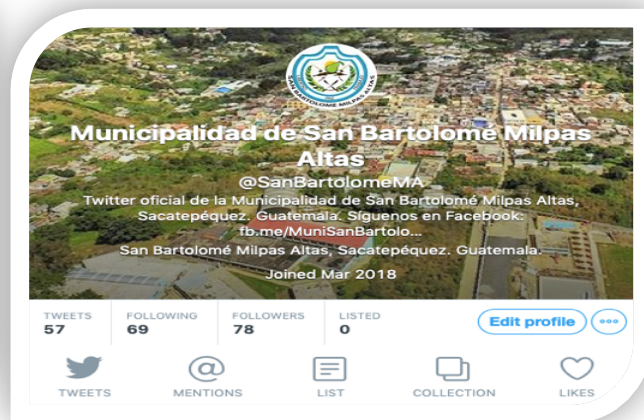 SAN BARTOLOME MILPAS ALTAS
Municipalidad de San Bartolomé Milpas
Altas
@SanBartolomeMA
Twitter oficial de la Municipalidad de San Bartolomé Milpas Altas,
Sacatepéquez. Guatemala. Síguenos en Facebook:
fb.me/MuniSanBartolo...
San Bartolomé Milpas Altas, Sacatepéquez. Guatemala.
Joined Mar 2018
TWEETS FOLLOWING FOLLOWERS LISTED
57 69 78 0
Edit profile
TWEETS MENTIONS LIST COLLECTION LIKES